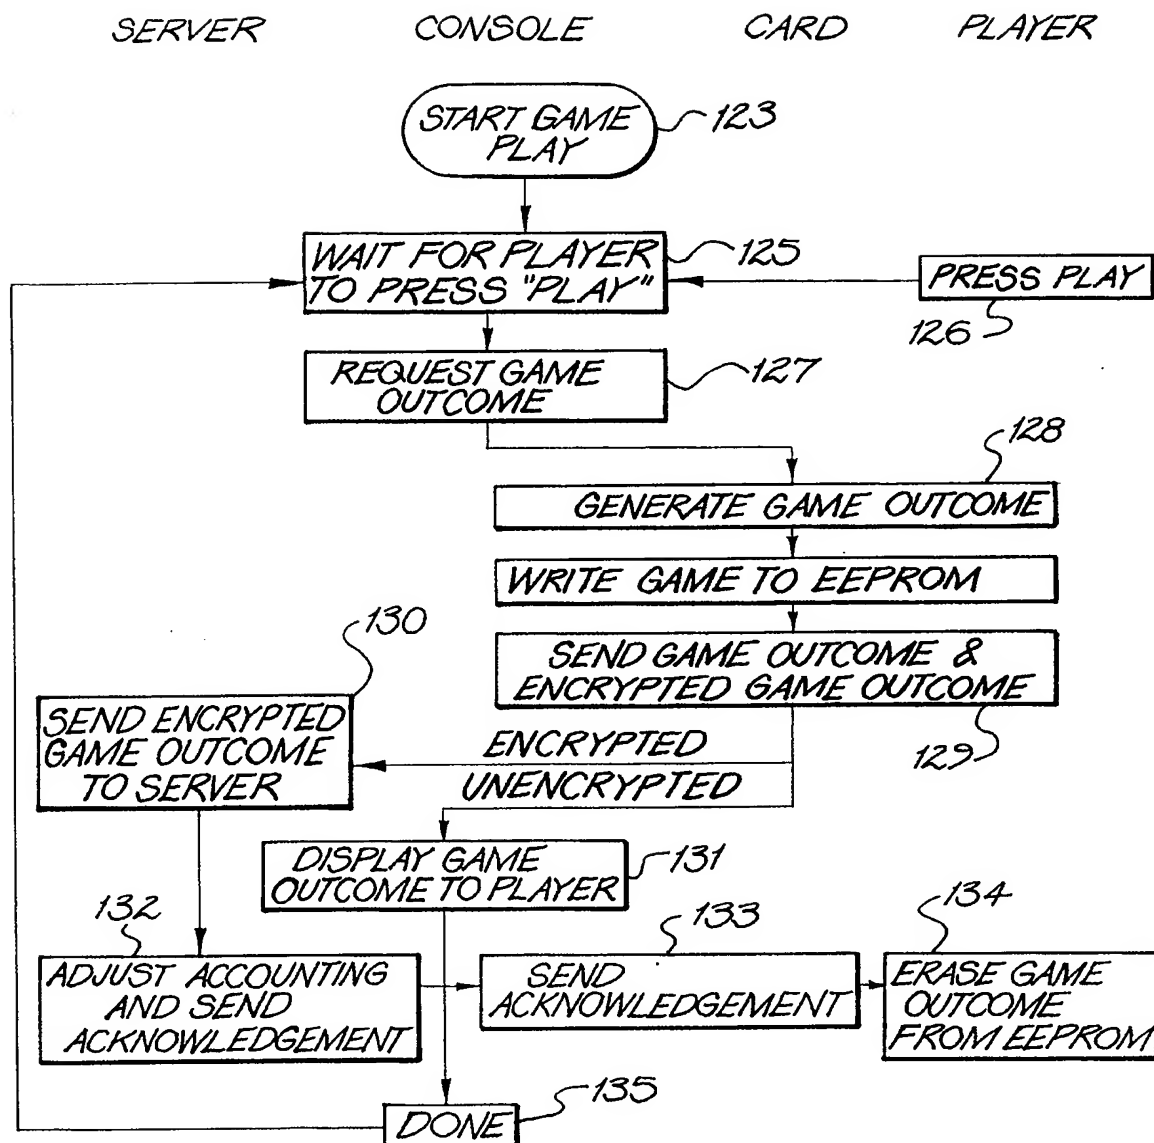 SERVER CONSOLE CARD PLAYER
START GAME
PLAY
123
WAIT FOR PLAYER
TO PRESS "PLAY"
125
PRESS PLAY
126
REQUEST GAME
OUTCOME
127
128
GENERATE GAME OUTCOME
WRITE GAME TO EEPROM
SEND GAME OUTCOME &
ENCRYPTED GAME OUTCOME
129
130
SEND ENCRYPTED
GAME OUTCOME
TO SERVER
ENCRYPTED
UNENCRYPTED
DISPLAY GAME
OUTCOME TO PLAYER
131
132
ADJUST ACCOUNTING
AND SEND
ACKNOWLEDGEMENT
133
SEND
ACKNOWLEDGEMENT
134
ERASE GAME
OUTCOME
FROM EEPROM
DONE
135